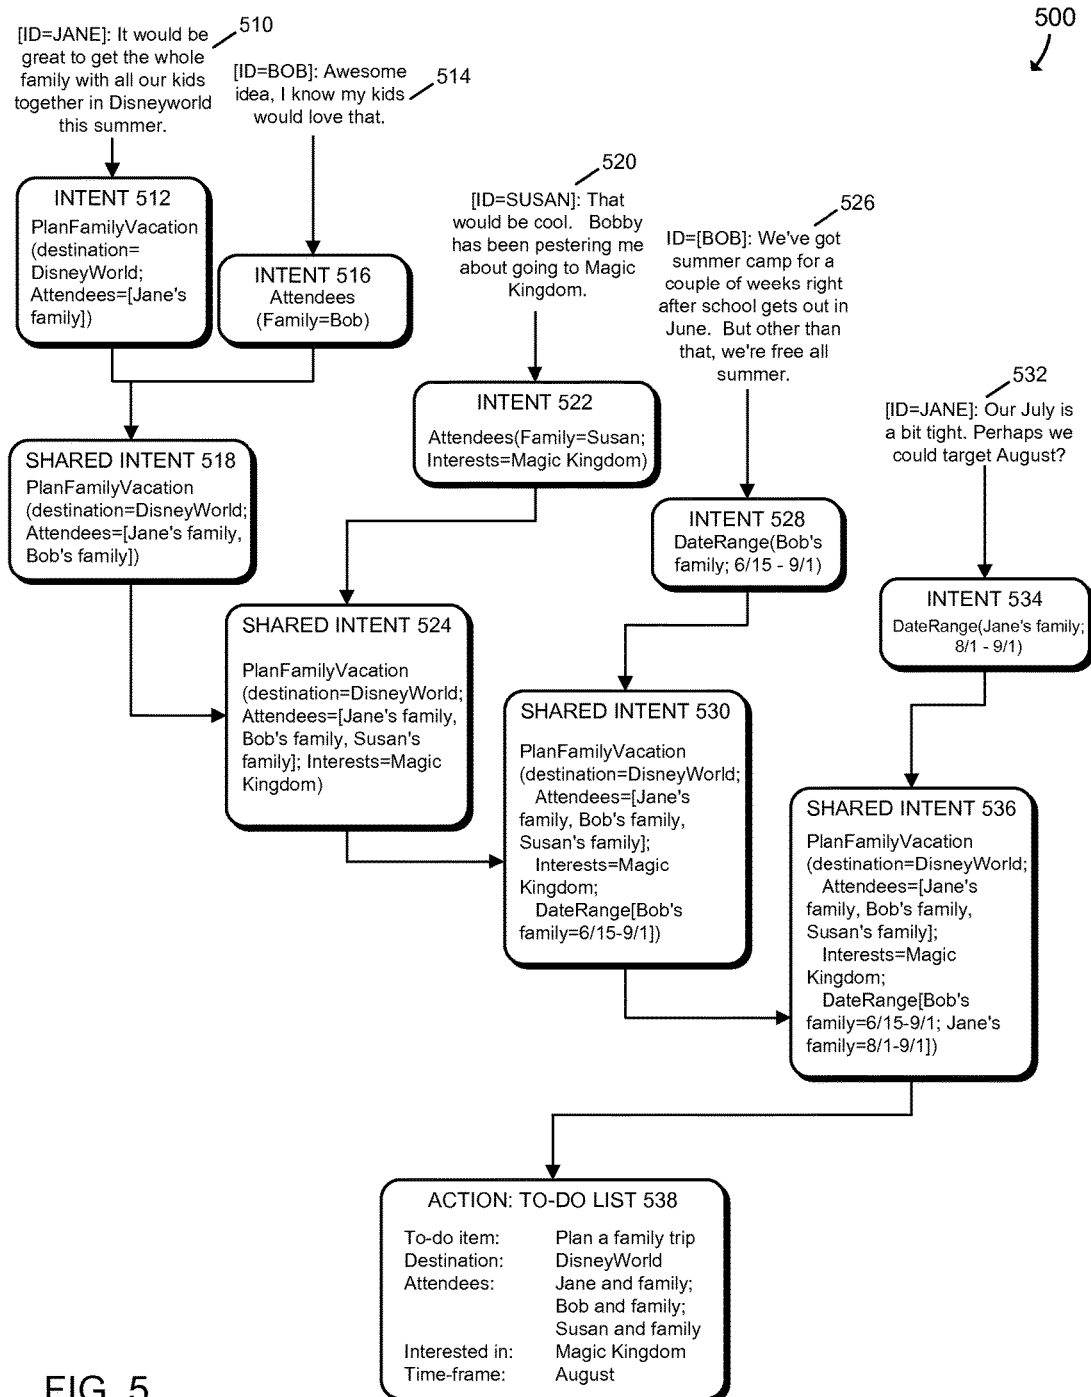 500
510
[ID=JANE]: It would be
great to get the whole
family with all our kids
together in Disneyworld
this summer.
514
[ID=BOB]: Awesome
idea, I know my kids
would love that.
INTENT 512
PlanFamilyVacation
(destination=
DisneyWorld;
Attendees=[Jane's
family])
INTENT 516
Attendees
(Family=Bob)
520
[ID=SUSAN]: That
would be cool. Bobby
has been pestering me
about going to Magic
Kingdom.
526
ID=[BOB]: We've got
summer camp for a
couple of weeks right
after school gets out in
June. But other than
that, we're free all
summer.
532
[ID=JANE]: Our July is
a bit tight. Perhaps we
could target August?
INTENT 522
Attendees(Family=Susan;
Interests=Magic Kingdom)
SHARED INTENT 518
PlanFamilyVacation
(destination=DisneyWorld;
Attendees=[Jane's family,
Bob's family])
INTENT 528
DateRange(Bob's
family; 6/15 - 9/1)
INTENT 534
DateRange(Jane's family;
8/1 - 9/1)
SHARED INTENT 524
PlanFamilyVacation
(destination=DisneyWorld;
Attendees=[Jane's family,
Bob's family, Susan's
family]; Interests=Magic
Kingdom)
SHARED INTENT 530
PlanFamilyVacation
(destination=DisneyWorld;
Attendees=[Jane's
family, Bob's family,
Susan's family];
Interests=Magic
Kingdom;
DateRange[Bob's
family=6/15-9/1])
SHARED INTENT 536
PlanFamilyVacation
(destination=DisneyWorld;
Attendees=[Jane's
family, Bob's family,
Susan's family];
Interests=Magic
Kingdom;
DateRange[Bob's
family=6/15-9/1; Jane's
family=8/1-9/1])
ACTION: TO-DO LIST 538
To-do item: Plan a family trip
Destination: DisneyWorld
Attendees: Jane and family;
Bob and family;
Susan and family
Interested in: Magic Kingdom
Time-frame: August
FIG. 5